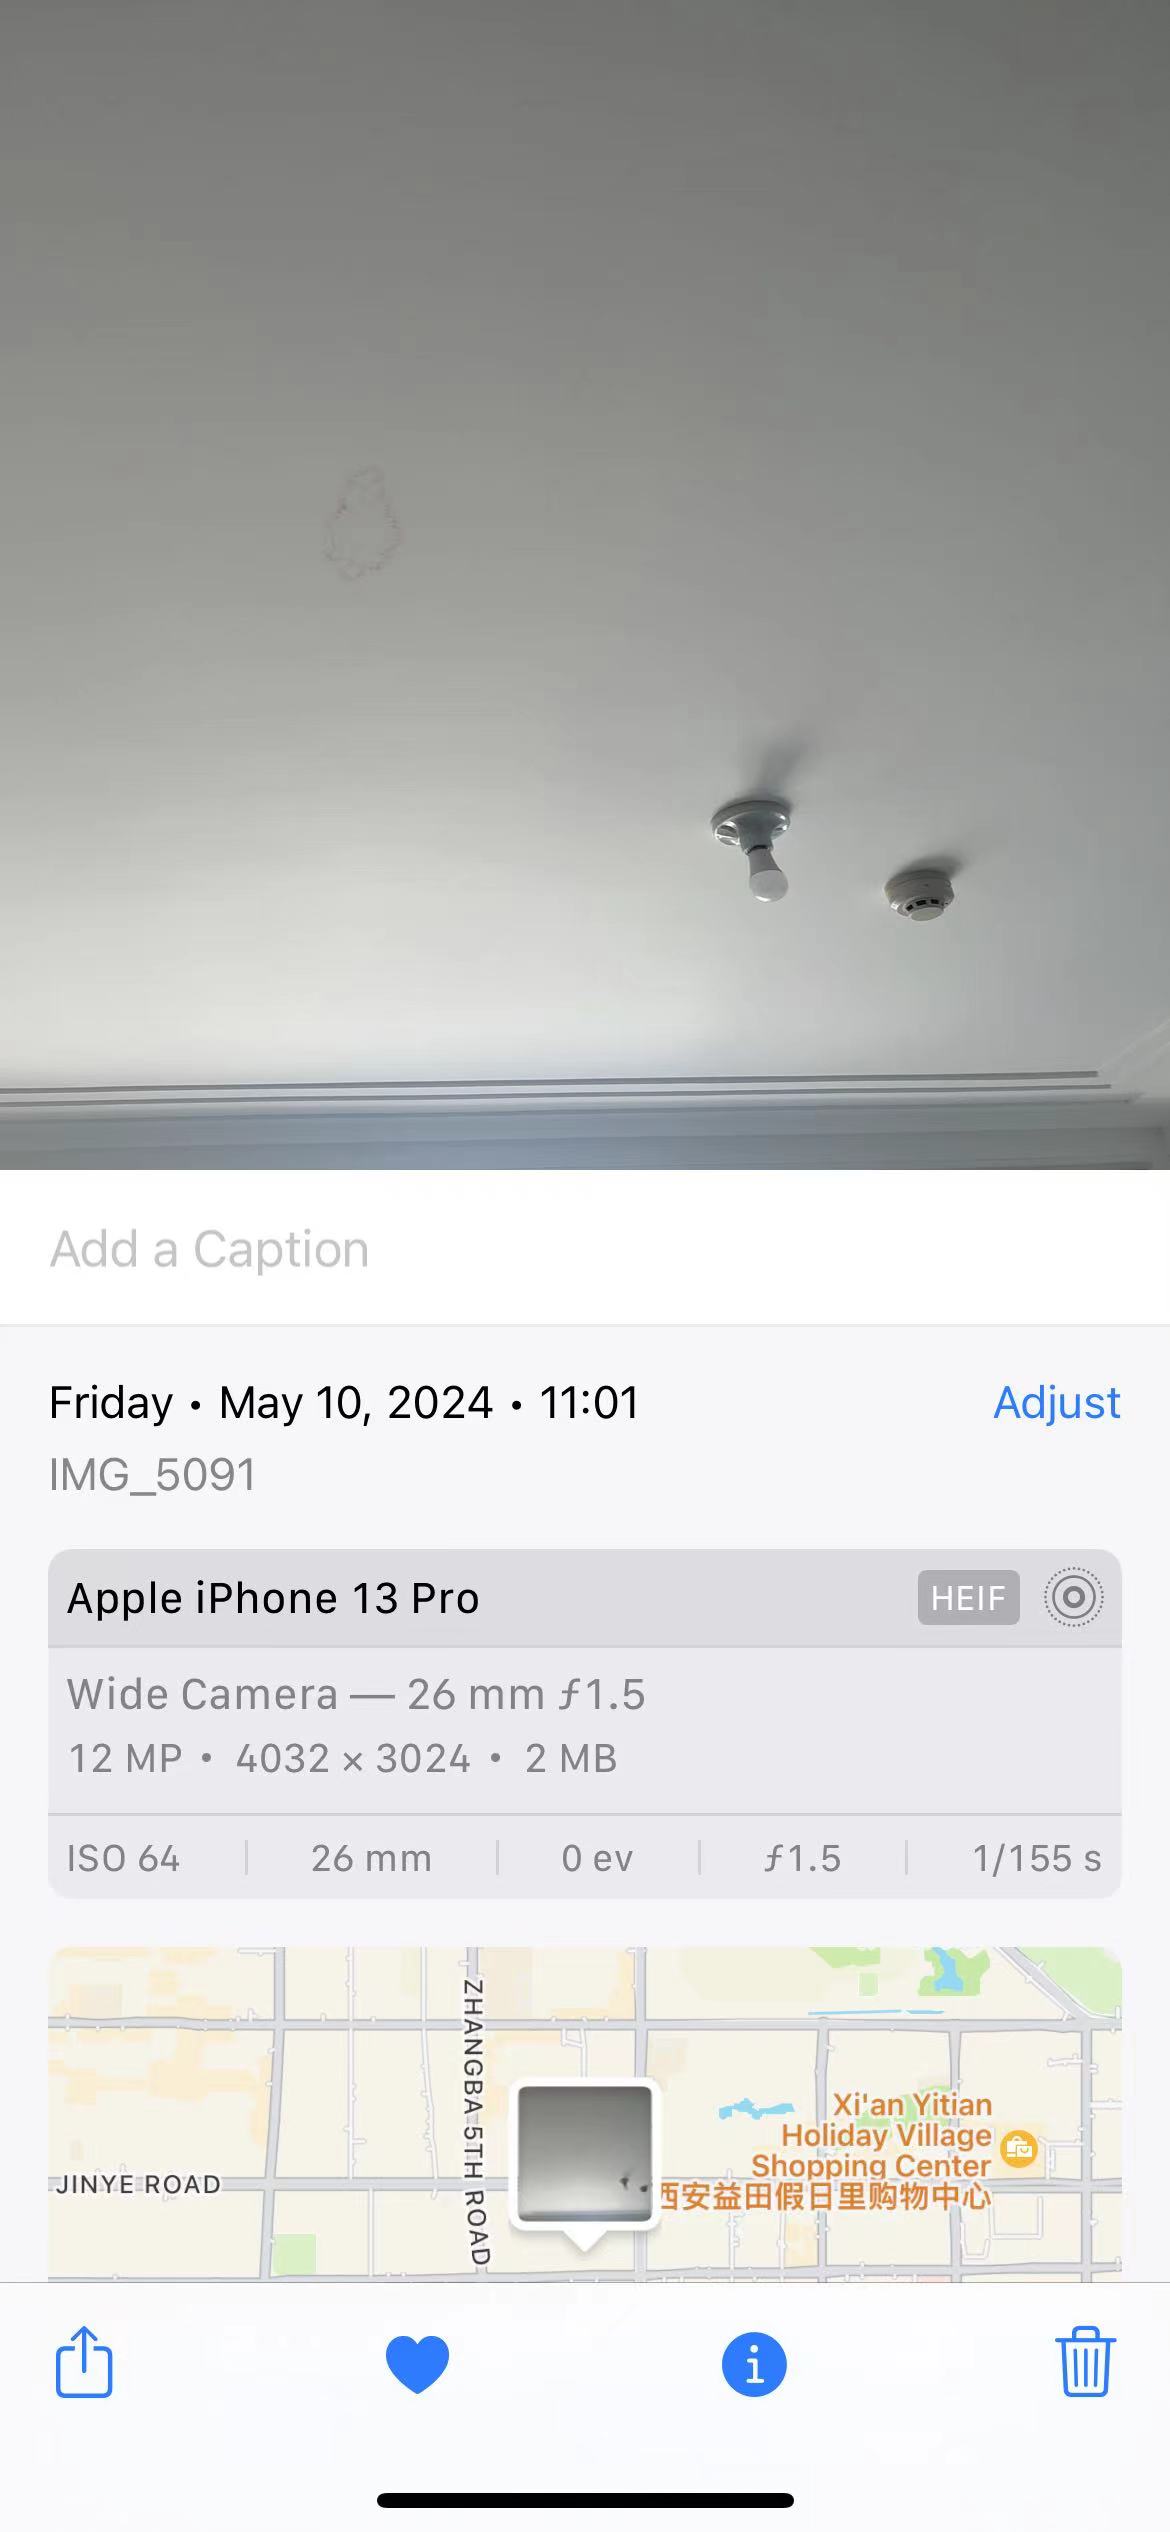 Add a Caption
Friday • May 10, 2024 • 11:01
Adjust
IMG_5091
Apple iPhone 13 Pro
HEIF
Wide Camera — 26 mm ƒ1.5
12 MP • 4032 × 3024 • 2 MB
ISO 64 | 26 mm | 0 ev | ƒ1.5 | 1/155 s
ZHANGBA 5TH ROAD
JINYE ROAD
Xi'an Yitian
Holiday Village
Shopping Center
西安益田假日里购物中心